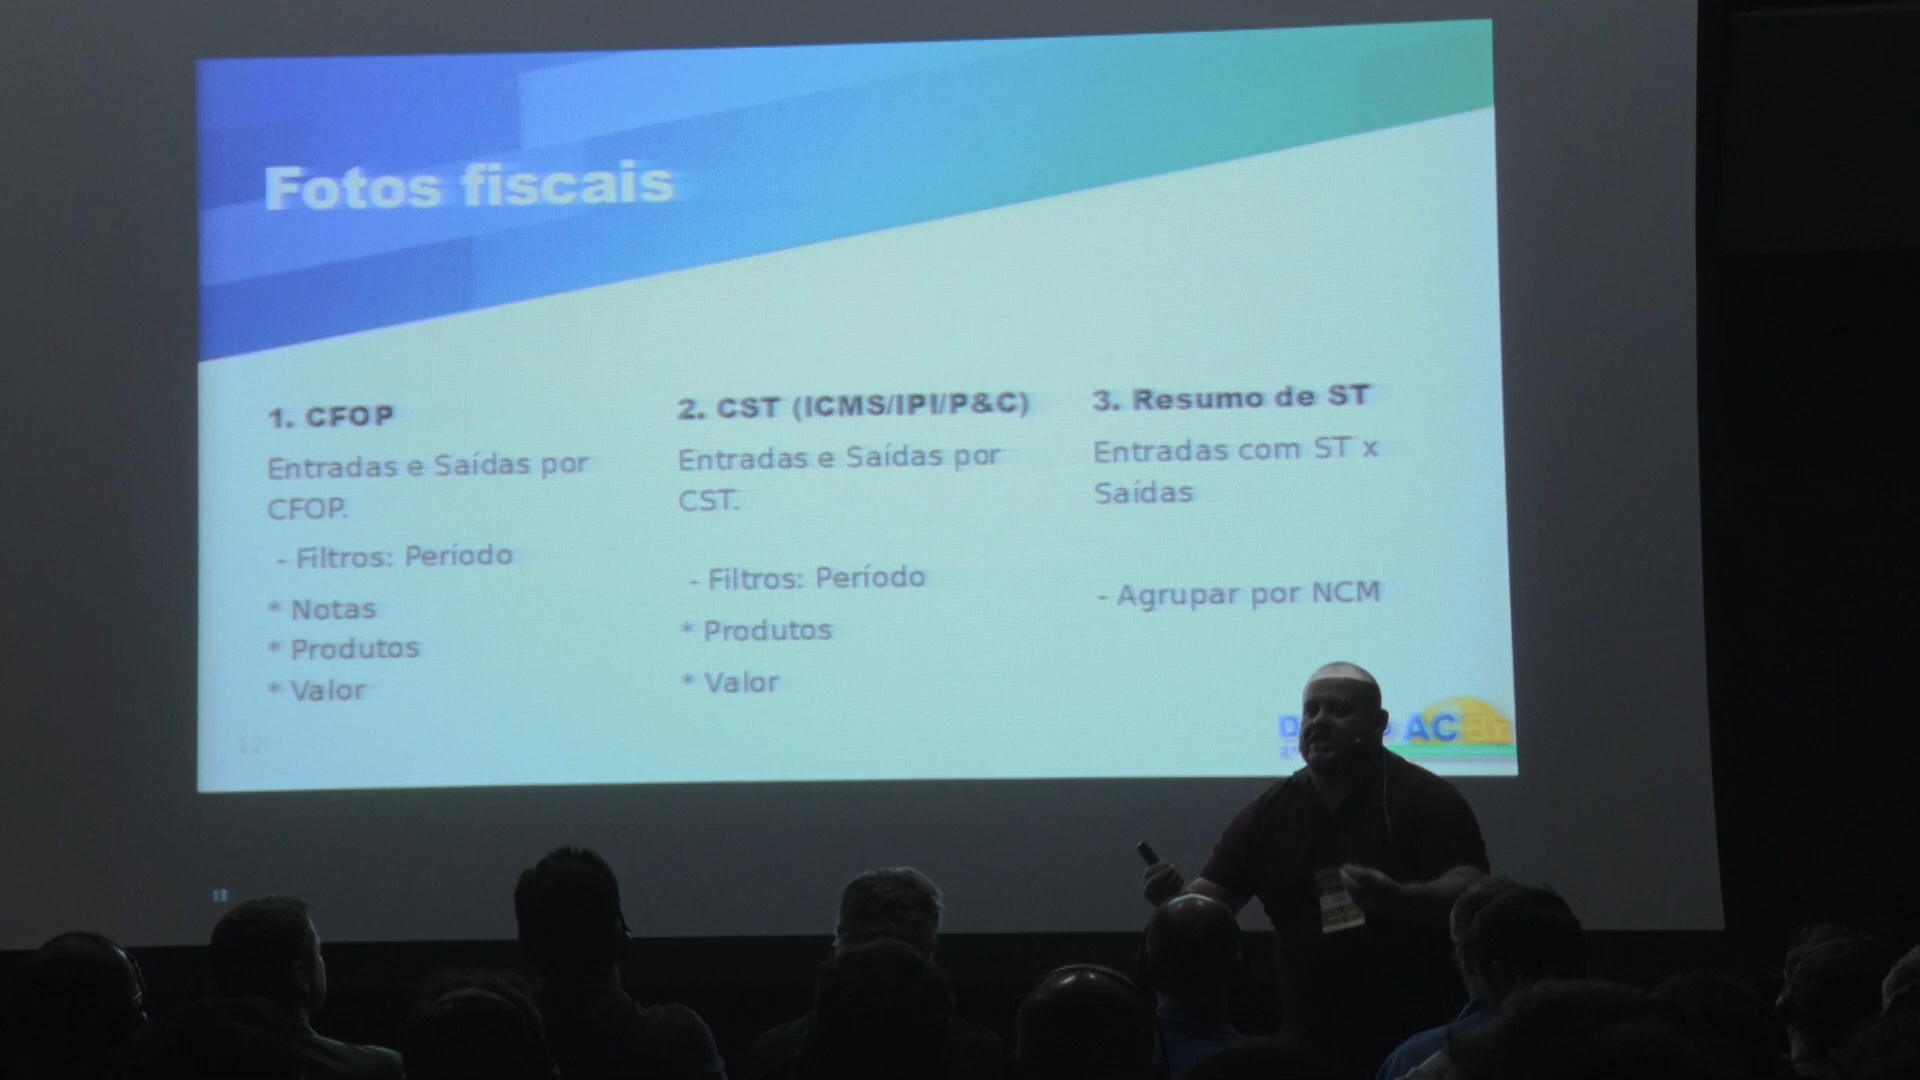 Fotos fiscais
1. CFOP
Entradas e Saídas por
CFOP.
- Filtros: Período
* Notas
* Produtos
* Valor
2. CST (ICMS/IPI/P&C)
Entradas e Saídas por
CST.
- Filtros: Período
* Produtos
* Valor
3. Resumo de ST
Entradas com ST x
Saídas
- Agrupar por NCM
12
ACBr